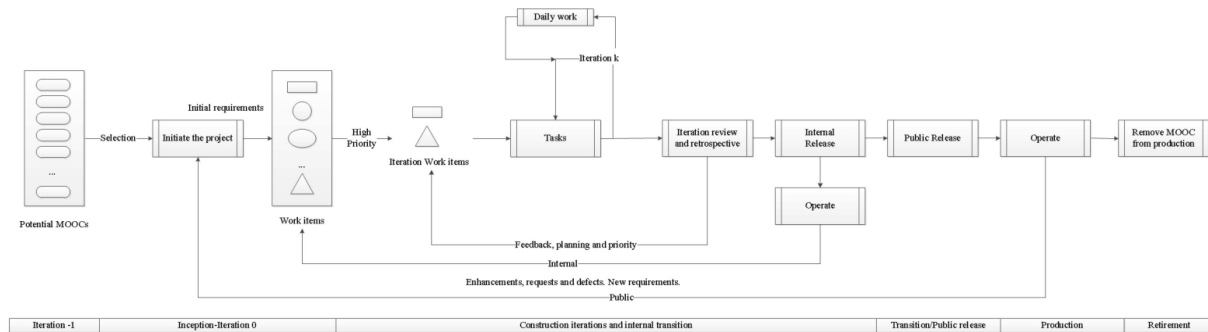 Daily work
Iteration k
Initial requirements
Selection
Initiate the project
High
Priority
Iteration Work items
Tasks
Iteration review
and retrospective
Internal
Release
Public Release
Operate
Remove MOOC
from production
...
...
Operate
Potential MOOCs
Work items
Feedback, planning and priority
Internal
Enhancements, requests and defects. New requirements.
Public
Iteration -1
Inception-Iteration 0
Construction iterations and internal transition
Transition/Public release
Production
Retirement